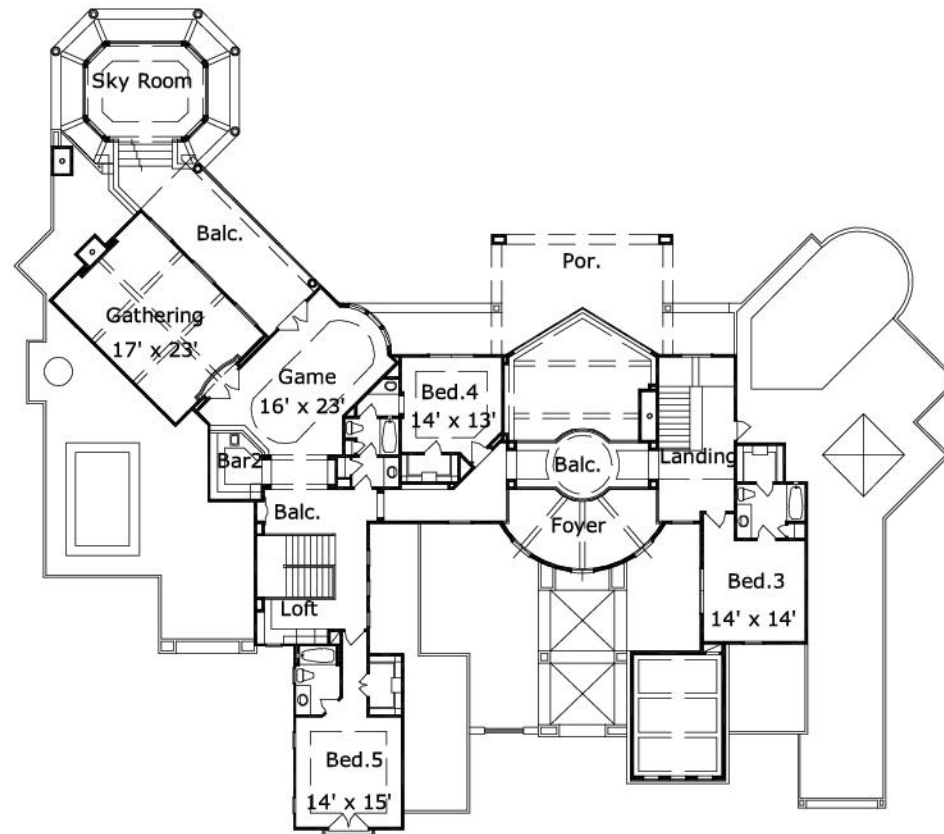 Sky Room
Balc.
Por.
Gathering
17' x 23'
Game
16' x 23'
Bed.4
14' x 13'
Bar2
Balc.
Landing
Balc.
Foyer
Bed.3
14' x 14'
Loft
Bed.5
14' x 15'